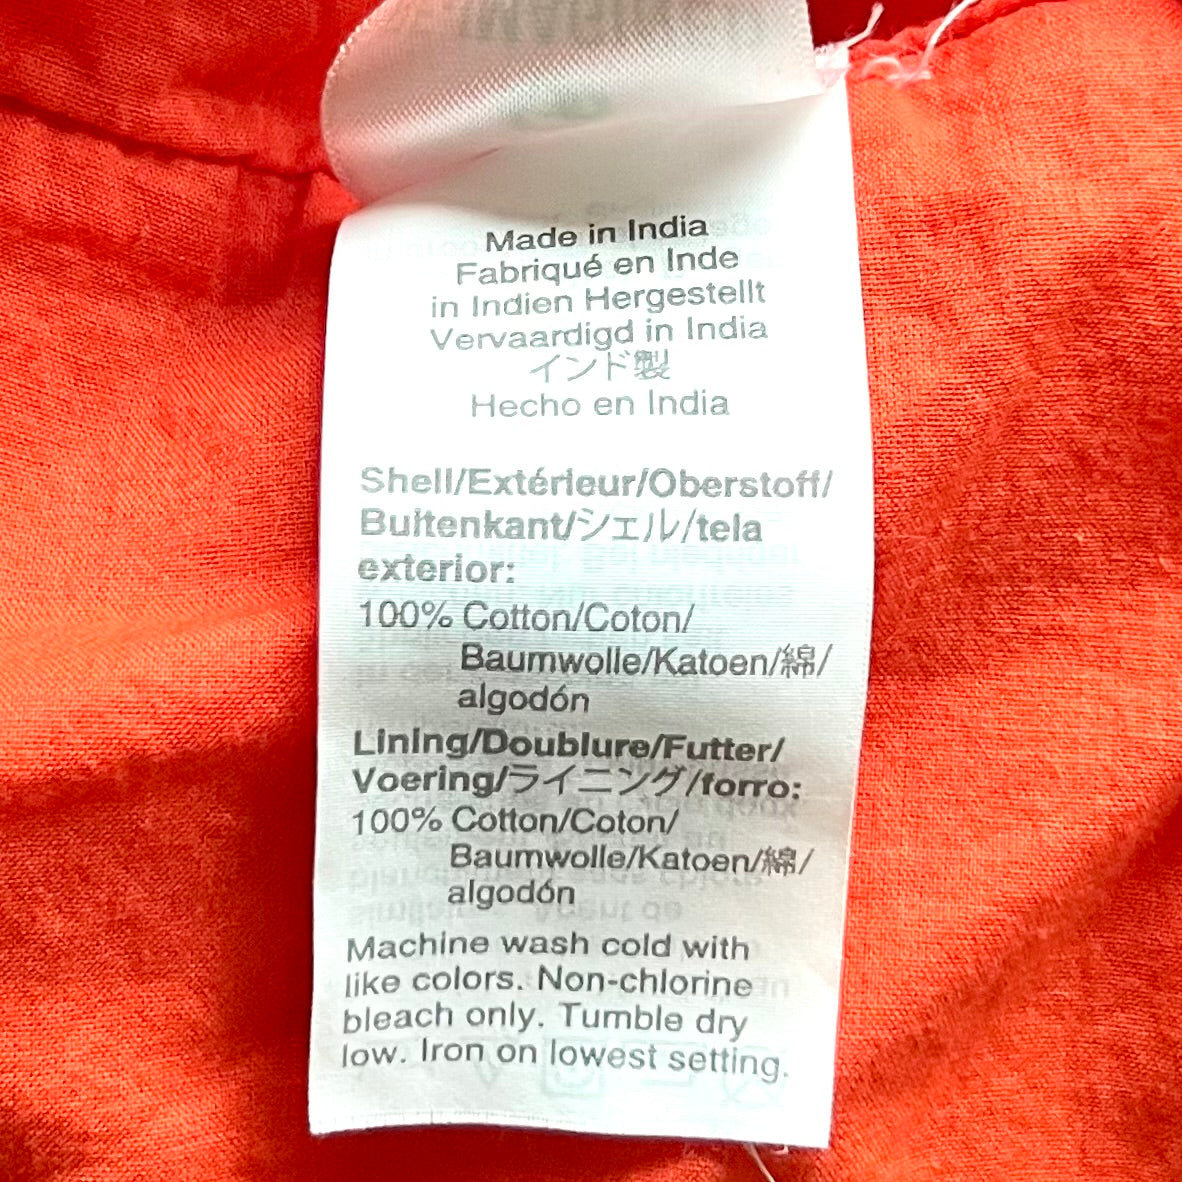 Made in India
Fabriqué en Inde
in Indien Hergestellt
Vervaardigd in India
インド製
Hecho en India
Shell/Extérieur/Oberstoff/
Buitenkant/シェル/tela
exterior:
100% Cotton/Coton/
Baumwolle/Katoen/綿/
algodón
Lining/Doublure/Futter/
Voering/ライニング/forro:
100% Cotton/Coton/
Baumwolle/Katoen/綿/
algodón
Machine wash cold with
like colors. Non-chlorine
bleach only. Tumble dry
low. Iron on lowest setting.